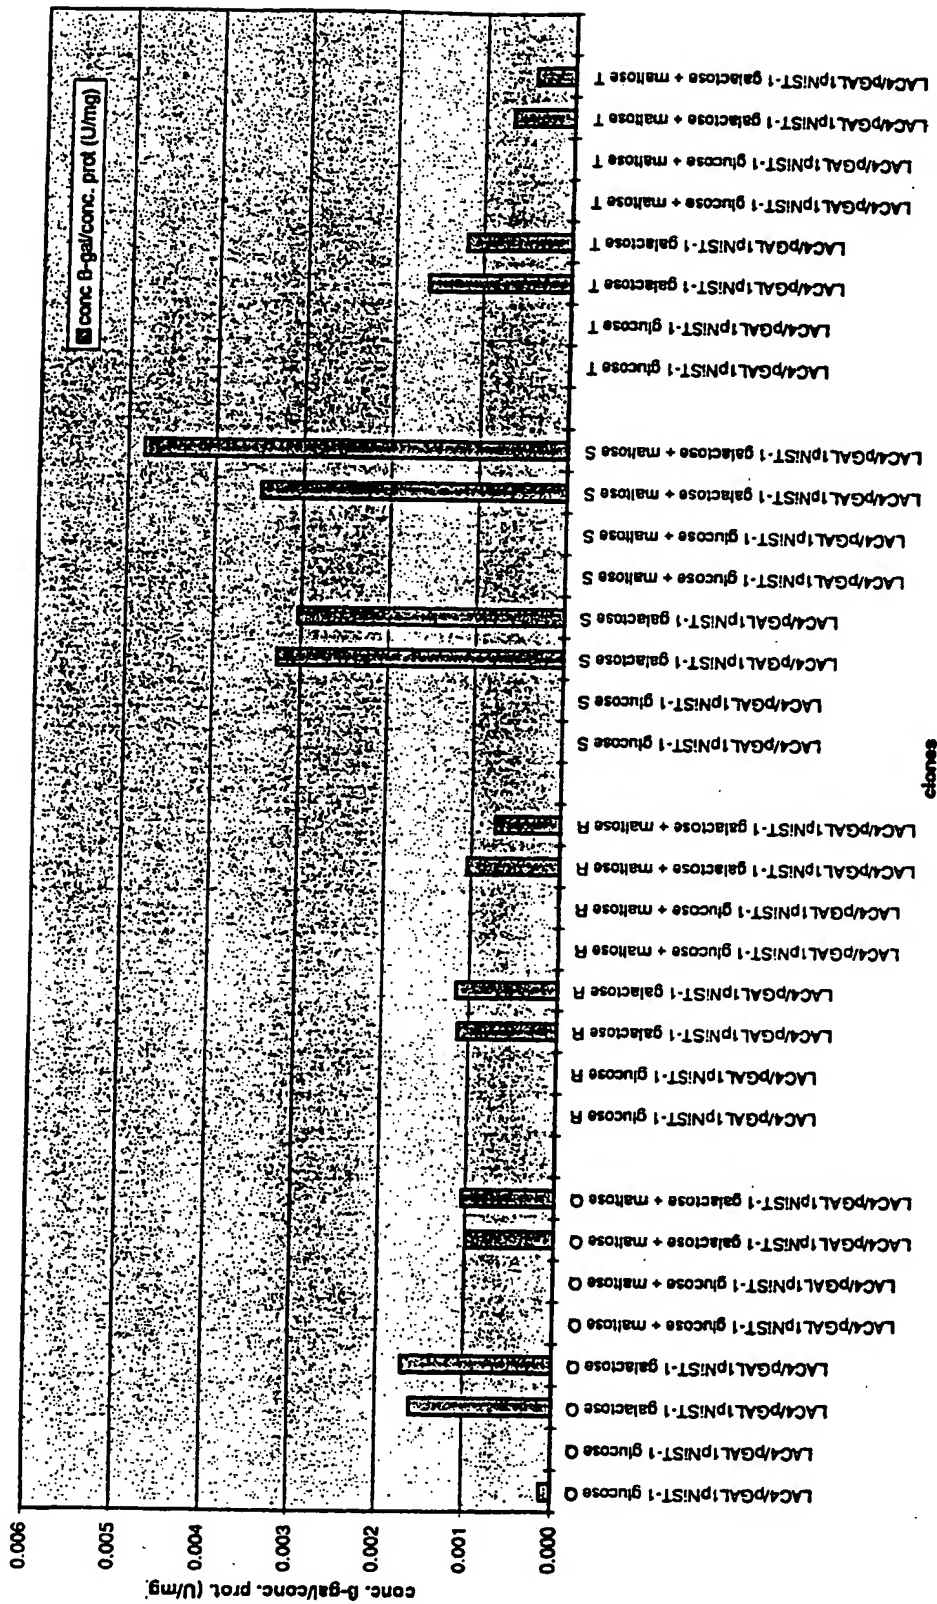 conc B-gal/conc. prot (U/mg)
conc. B-gal/conc. prot. (U/mg)
0.006
0.005
0.004
0.003
0.002
0.001
0.000
LAC4/pGAL1pNiST-1 glucose Q
LAC4/pGAL1pNiST-1 glucose Q
LAC4/pGAL1pNiST-1 galactose Q
LAC4/pGAL1pNiST-1 galactose Q
LAC4/pGAL1pNiST-1 glucose + maltose Q
LAC4/pGAL1pNiST-1 glucose + maltose Q
LAC4/pGAL1pNiST-1 galactose + maltose Q
LAC4/pGAL1pNiST-1 galactose + maltose Q
LAC4/pGAL1pNiST-1 glucose R
LAC4/pGAL1pNiST-1 glucose R
LAC4/pGAL1pNiST-1 galactose R
LAC4/pGAL1pNiST-1 galactose R
LAC4/pGAL1pNiST-1 glucose + maltose R
LAC4/pGAL1pNiST-1 glucose + maltose R
LAC4/pGAL1pNiST-1 galactose + maltose R
LAC4/pGAL1pNiST-1 galactose + maltose R
LAC4/pGAL1pNiST-1 glucose S
LAC4/pGAL1pNiST-1 glucose S
LAC4/pGAL1pNiST-1 galactose S
LAC4/pGAL1pNiST-1 galactose S
LAC4/pGAL1pNiST-1 glucose + maltose S
LAC4/pGAL1pNiST-1 glucose + maltose S
LAC4/pGAL1pNiST-1 galactose + maltose S
LAC4/pGAL1pNiST-1 galactose + maltose S
LAC4/pGAL1pNiST-1 glucose T
LAC4/pGAL1pNiST-1 glucose T
LAC4/pGAL1pNiST-1 galactose T
LAC4/pGAL1pNiST-1 galactose T
LAC4/pGAL1pNiST-1 glucose + maltose T
LAC4/pGAL1pNiST-1 glucose + maltose T
LAC4/pGAL1pNiST-1 galactose + maltose T
LAC4/pGAL1pNiST-1 galactose + maltose T
clones